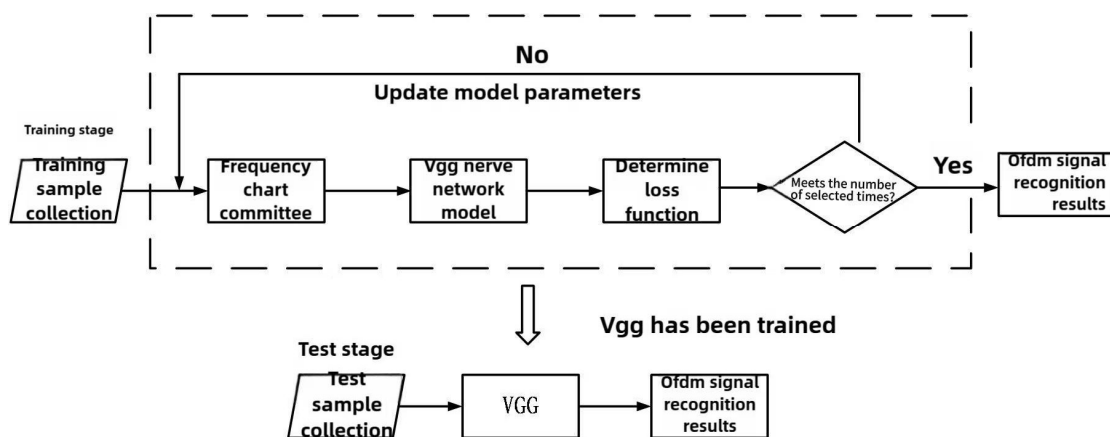 No
Update model parameters
Training stage
Training
sample
collection
Frequency
chart
committee
Vgg nerve
network
model
Determine
loss
function
Meets the number
of selected times?
Yes
Ofdm signal
recognition
results
Vgg has been trained
Test stage
Test
sample
collection
VGG
Ofdm signal
recognition
results